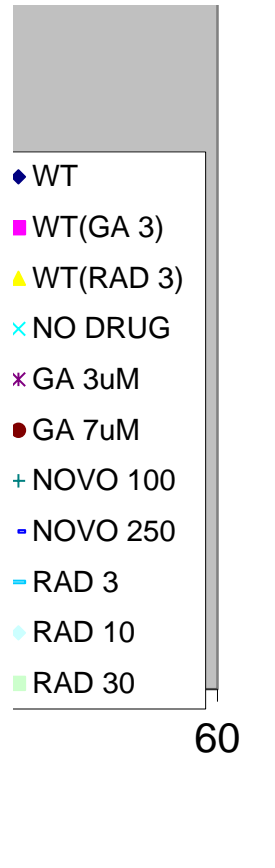 WT
WT(GA 3)
WT(RAD 3)
NO DRUG
GA 3uM
GA 7uM
NOVO 100
NOVO 250
RAD 3
RAD 10
RAD 30
60